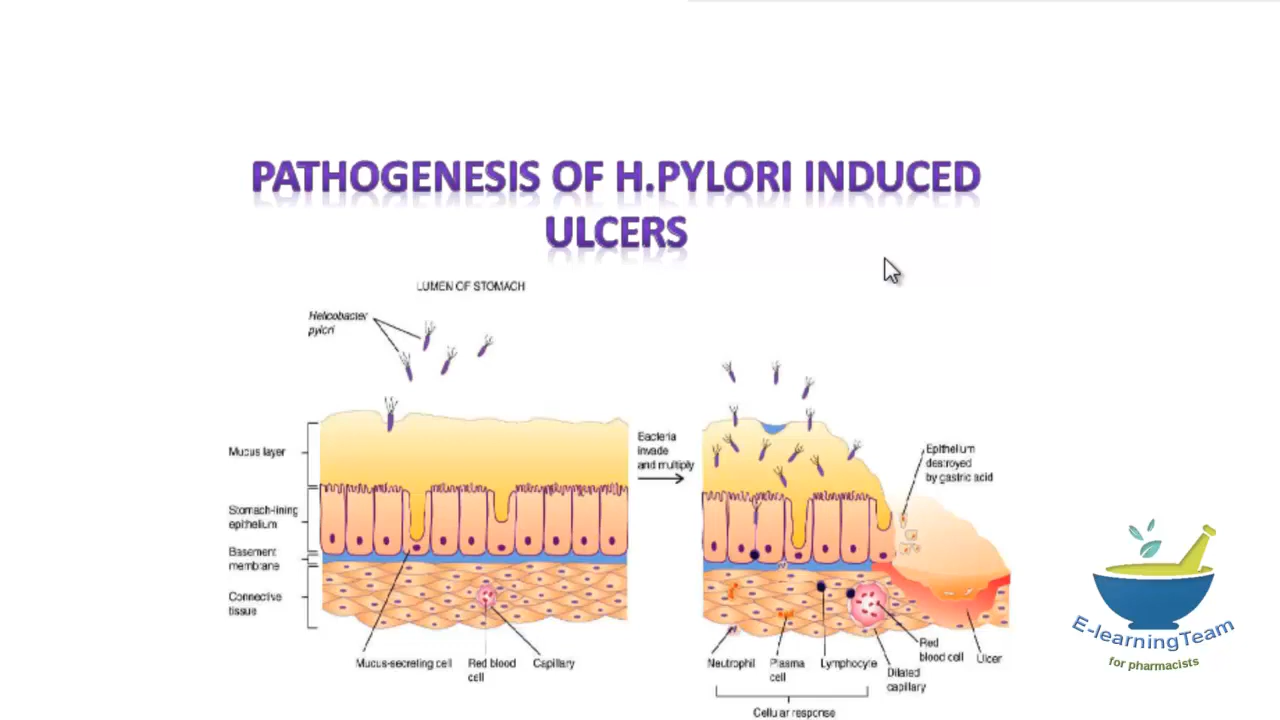 PATHOGENESIS OF H.PYLORI INDUCED
ULCERS
LUMEN OF STOMACH
Helicobacter
pylori
Mucus layer
Stomach-lining
epithelium
Basement
membrane
Connective
tissue
Mucus-secreting cell
Red blood
cell
Capillary
Bacteria
invade
and multiply
Epithelium
destroyed
by gastric acid
Neutrophil
Plasma
cell
Lymphocyte
Dilated
capillary
Red
blood cell
Ulcer
Cellular response
E-learningTeam
for pharmacists